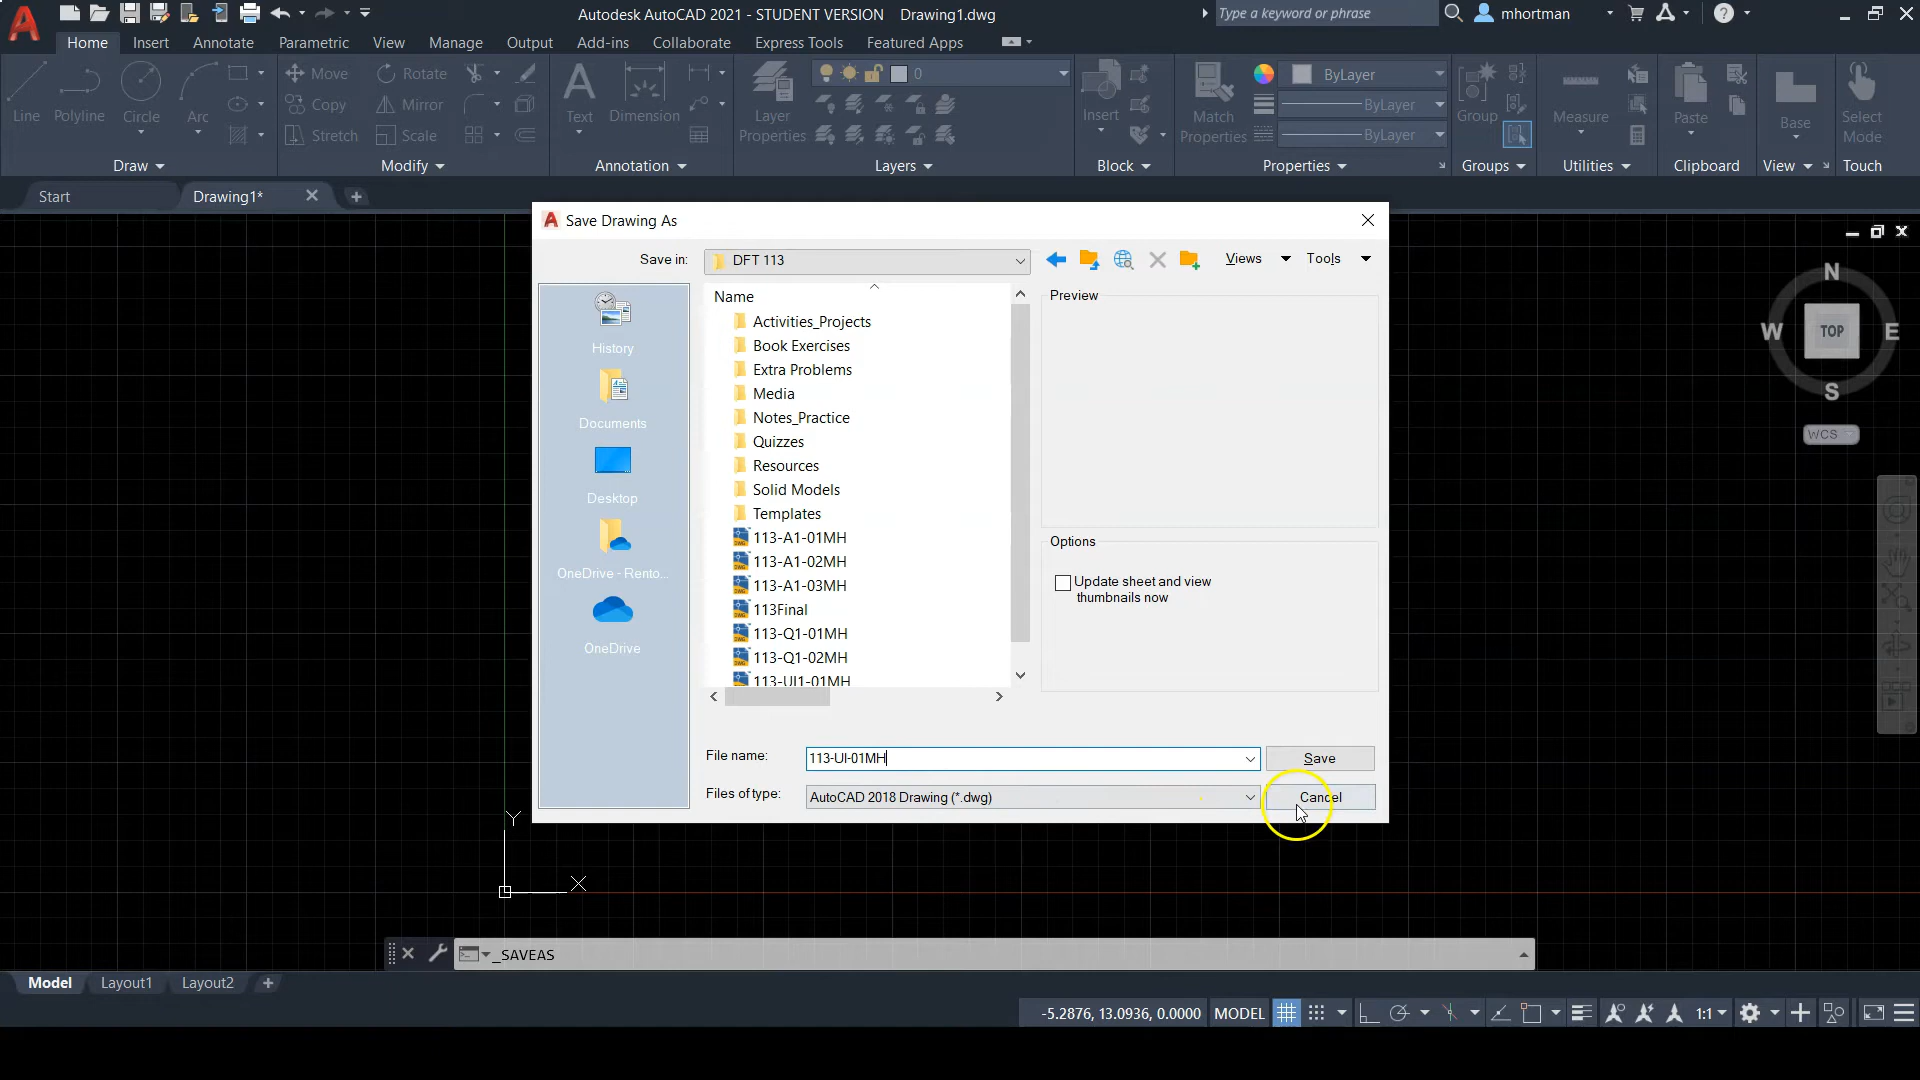 Autodesk AutoCAD 2021 - STUDENT VERSION Drawing1.dwg
Type a keyword or phrase
mhortman
Home Insert Annotate Parametric View Manage Output Add-ins Collaborate Express Tools Featured Apps
Line Polyline Circle Arc
Move Rotate
Copy Mirror
Stretch Scale
Text Dimension
Layer Properties
0
Insert
Match Properties
ByLayer
ByLayer
ByLayer
Group
Measure
Paste
Base
Select Mode
Draw Modify Annotation Layers Block Properties Groups Utilities Clipboard View Touch
Start Drawing1*
Save Drawing As
Save in: DFT 113 Views Tools
History
Documents
Desktop
OneDrive - Rento...
OneDrive
Name
Activities_Projects
Book Exercises
Extra Problems
Media
Notes_Practice
Quizzes
Resources
Solid Models
Templates
113-A1-01MH
113-A1-02MH
113-A1-03MH
113Final
113-Q1-01MH
113-Q1-02MH
113-UI1-01MH
Preview
Options
Update sheet and view
thumbnails now
File name: 113-UI-01MH Save
Files of type: AutoCAD 2018 Drawing (*.dwg) Cancel
N
W TOP E
S
WCS
Y
X
_SAVEAS
Model Layout1 Layout2
-5.2876, 13.0936, 0.0000 MODEL 1:1